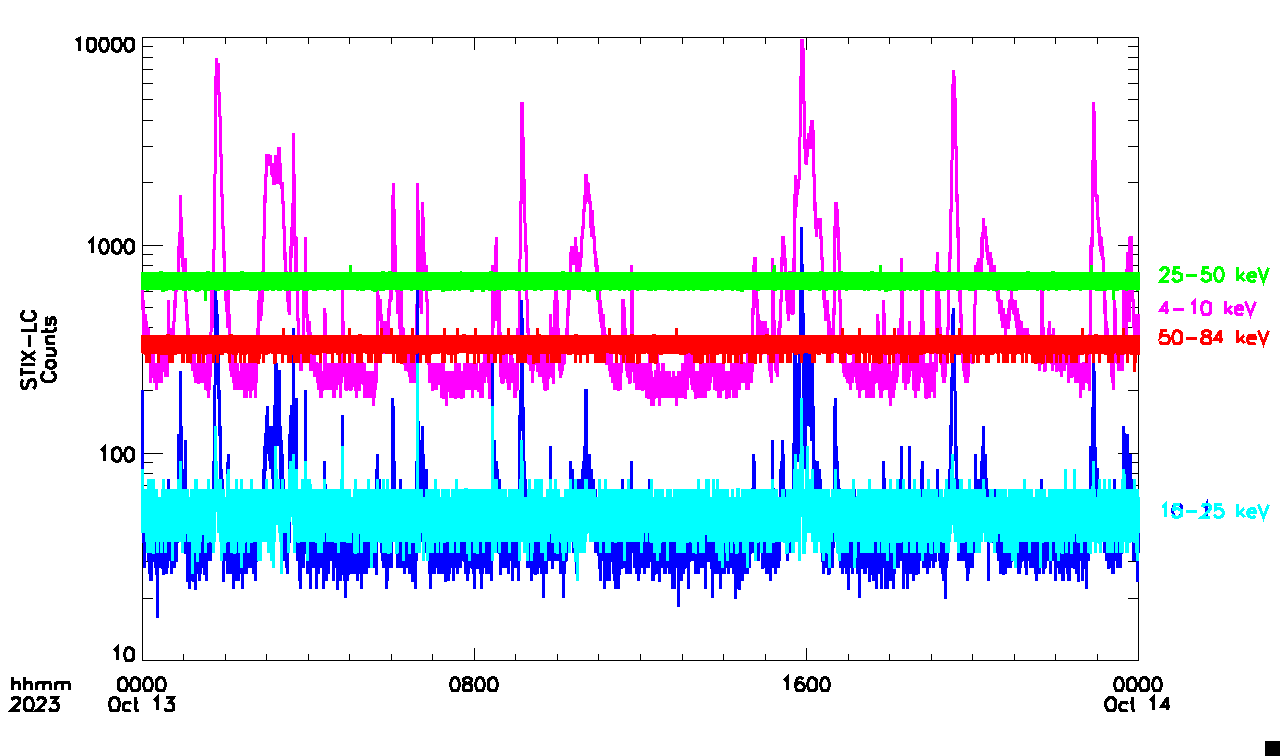 10000
1000
100
10
STIX-LC
Counts
25-50 keV
4-10 keV
50-84 keV
15-25 keV
hhmm 0000 0800 1600 0000
2023 Oct 13 Oct 14